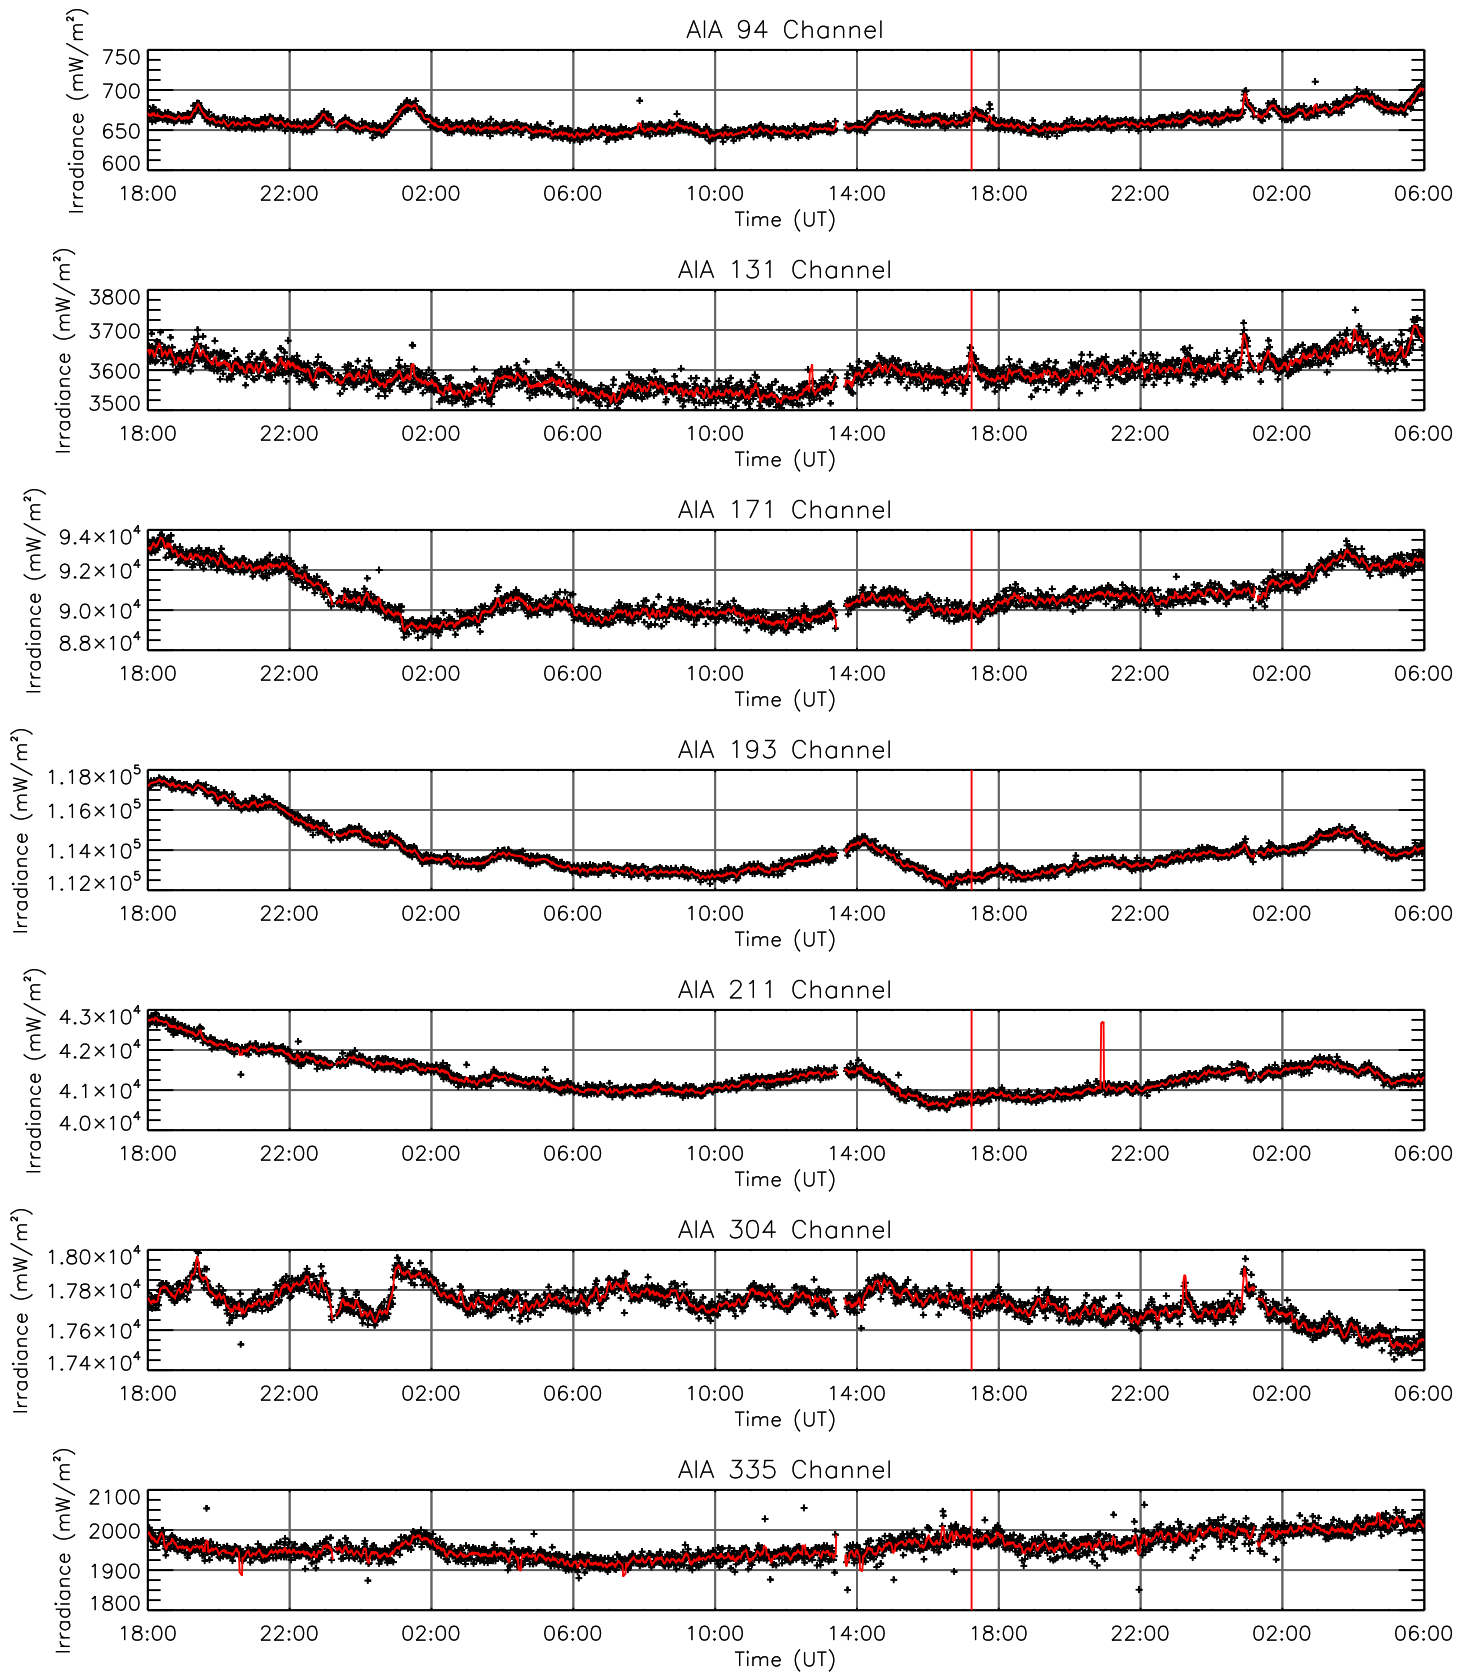 AIA 94 Channel
Irradiance (mW/m²)
750
700
650
600
18:00 22:00 02:00 06:00 10:00 14:00 18:00 22:00 02:00 06:00
Time (UT)
AIA 131 Channel
Irradiance (mW/m²)
3800
3700
3600
3500
18:00 22:00 02:00 06:00 10:00 14:00 18:00 22:00 02:00 06:00
Time (UT)
AIA 171 Channel
Irradiance (mW/m²)
9.4×10⁴
9.2×10⁴
9.0×10⁴
8.8×10⁴
18:00 22:00 02:00 06:00 10:00 14:00 18:00 22:00 02:00 06:00
Time (UT)
AIA 193 Channel
Irradiance (mW/m²)
1.18×10⁵
1.16×10⁵
1.14×10⁵
1.12×10⁵
18:00 22:00 02:00 06:00 10:00 14:00 18:00 22:00 02:00 06:00
Time (UT)
AIA 211 Channel
Irradiance (mW/m²)
4.3×10⁴
4.2×10⁴
4.1×10⁴
4.0×10⁴
18:00 22:00 02:00 06:00 10:00 14:00 18:00 22:00 02:00 06:00
Time (UT)
AIA 304 Channel
Irradiance (mW/m²)
1.80×10⁴
1.78×10⁴
1.76×10⁴
1.74×10⁴
18:00 22:00 02:00 06:00 10:00 14:00 18:00 22:00 02:00 06:00
Time (UT)
AIA 335 Channel
Irradiance (mW/m²)
2100
2000
1900
1800
18:00 22:00 02:00 06:00 10:00 14:00 18:00 22:00 02:00 06:00
Time (UT)